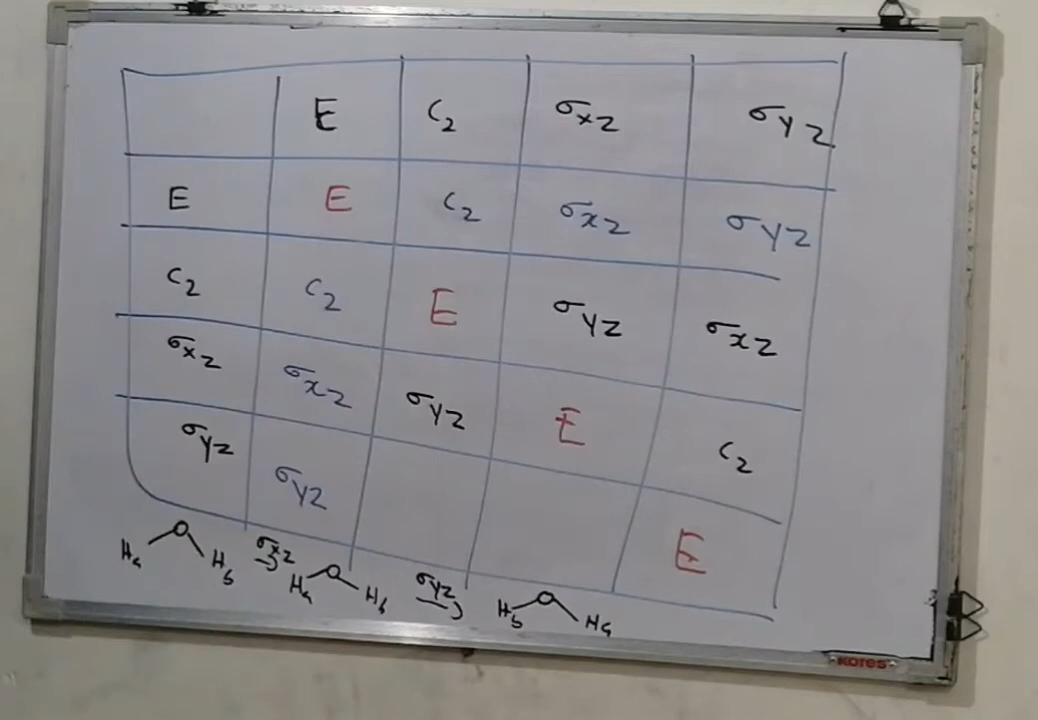 E C₂ σxz σyz
E E C₂ σxz σyz
C₂ C₂ E σyz σxz
σxz σxz σyz E C₂
σyz σyz E
Ha O Hb σxz → Ha O Hb σyz → Hb O Ha
KORES